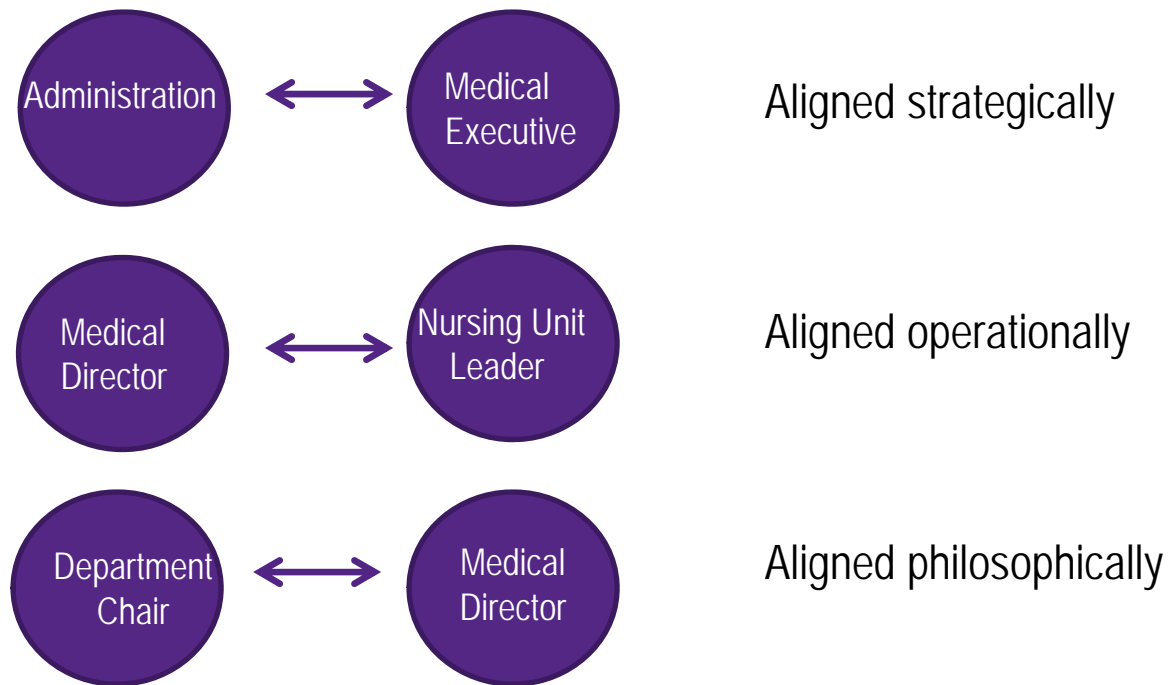 Administration
Medical
Executive
Aligned strategically
Medical
Director
Nursing Unit
Leader
Aligned operationally
Department
Chair
Medical
Director
Aligned philosophically